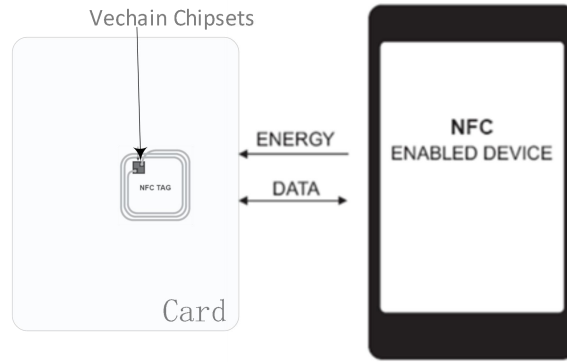 Vechain Chipsets
NFC TAG
Card
ENERGY
DATA
NFC
ENABLED DEVICE